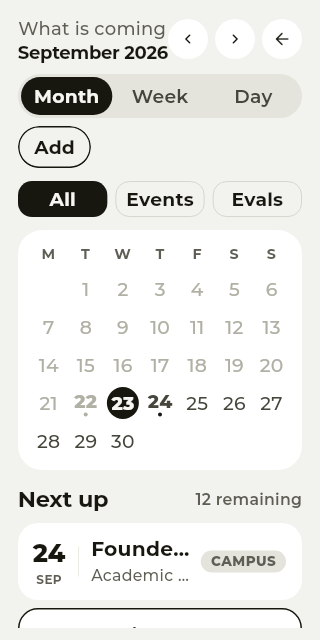 What is coming
September 2026
Month Week Day
Add
All Events Evals
M T W T F S S
1 2 3 4 5 6
7 8 9 10 11 12 13
14 15 16 17 18 19 20
21 22 23 24 25 26 27
28 29 30
Next up 12 remaining
24 Founde...
SEP Academic ... CAMPUS